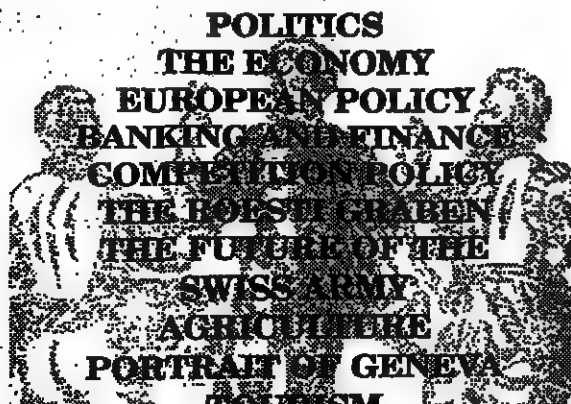 POLITICS
THE ECONOMY
EUROPEAN POLICY
BANKING AND FINANCE
COMPETITION POLICY
THE ROESTI GRABEN
THE FUTURE OF THE
SWISS ARMY
AGRICULTURE
PORTRAIT OF GENEVA
TOURISM